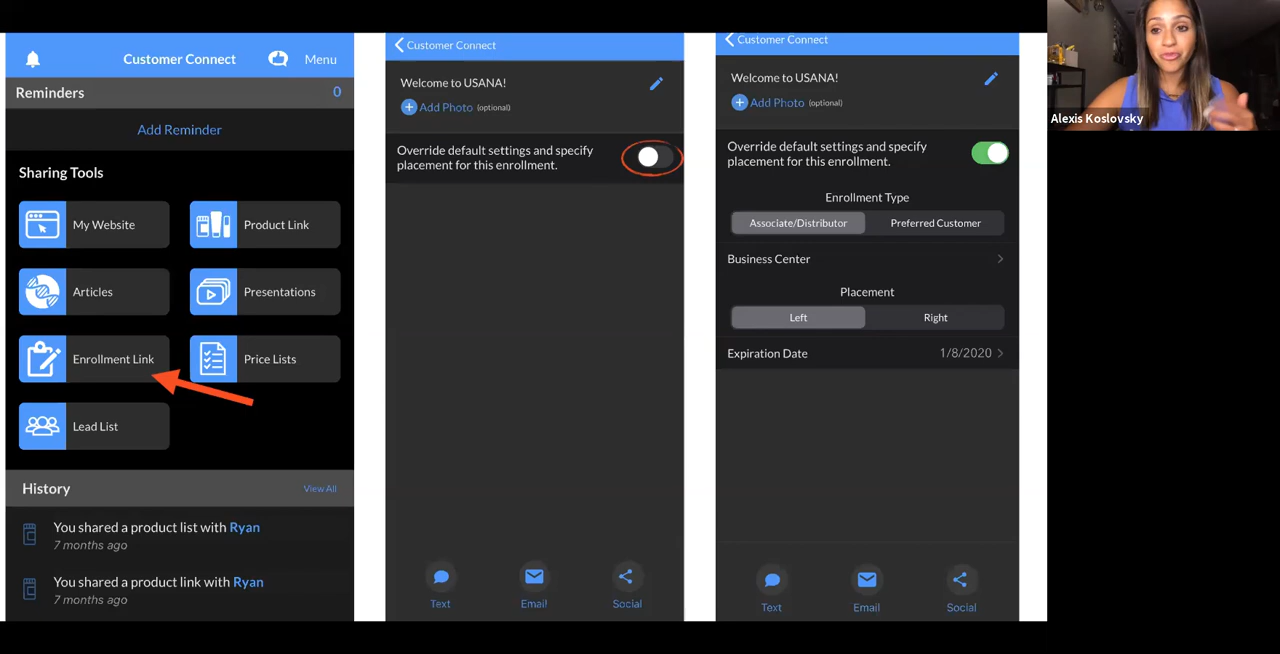 Customer Connect
Menu
Reminders
0
Add Reminder
Sharing Tools
My Website
Product Link
Articles
Presentations
Enrollment Link
Price Lists
Lead List
History
View All
You shared a product list with Ryan
7 months ago
You shared a product link with Ryan
7 months ago
Customer Connect
Welcome to USANA!
Add Photo (optional)
Override default settings and specify
placement for this enrollment.
Text
Email
Social
Customer Connect
Welcome to USANA!
Add Photo (optional)
Override default settings and specify
placement for this enrollment.
Enrollment Type
Associate/Distributor
Preferred Customer
Business Center
Placement
Left
Right
Expiration Date
1/8/2020
Text
Email
Social
Alexis Koslovsky